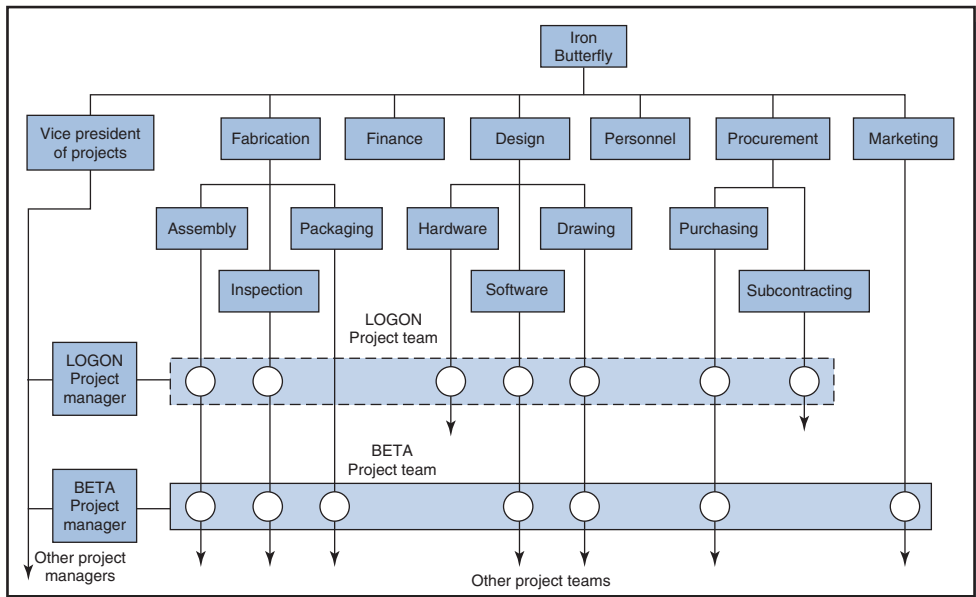 Iron
Butterfly
Vice president
of projects
Fabrication
Finance
Design
Personnel
Procurement
Marketing
Assembly
Packaging
Hardware
Drawing
Purchasing
Inspection
Software
Subcontracting
LOGON
Project team
LOGON
Project
manager
BETA
Project team
BETA
Project
manager
Other project
managers
Other project teams